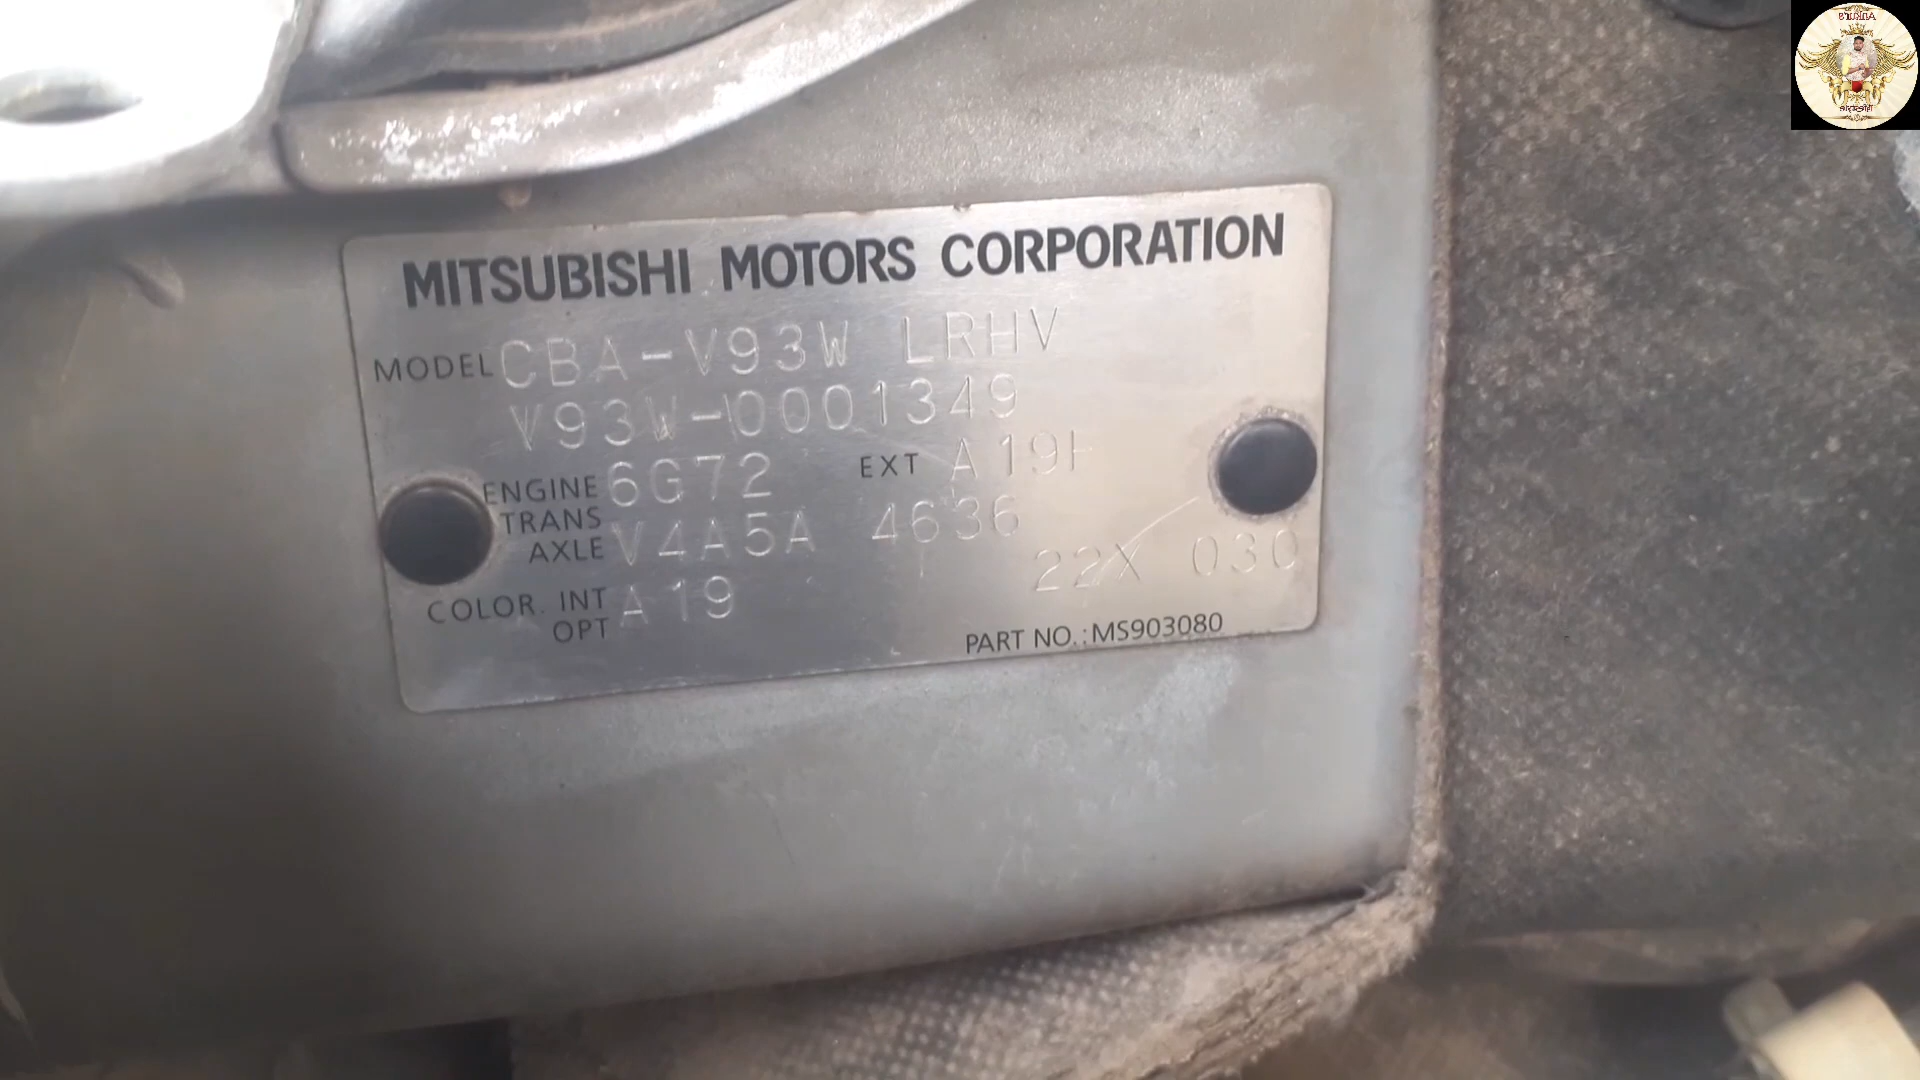 MITSUBISHI MOTORS CORPORATION
MODEL CBA-V93W LRHV
V93W-0001349
ENGINE 6G72 EXT A19
TRANS
AXLE V4A5A 4636
COLOR. INT A19 22X 030
OPT
PART NO.:MS903080